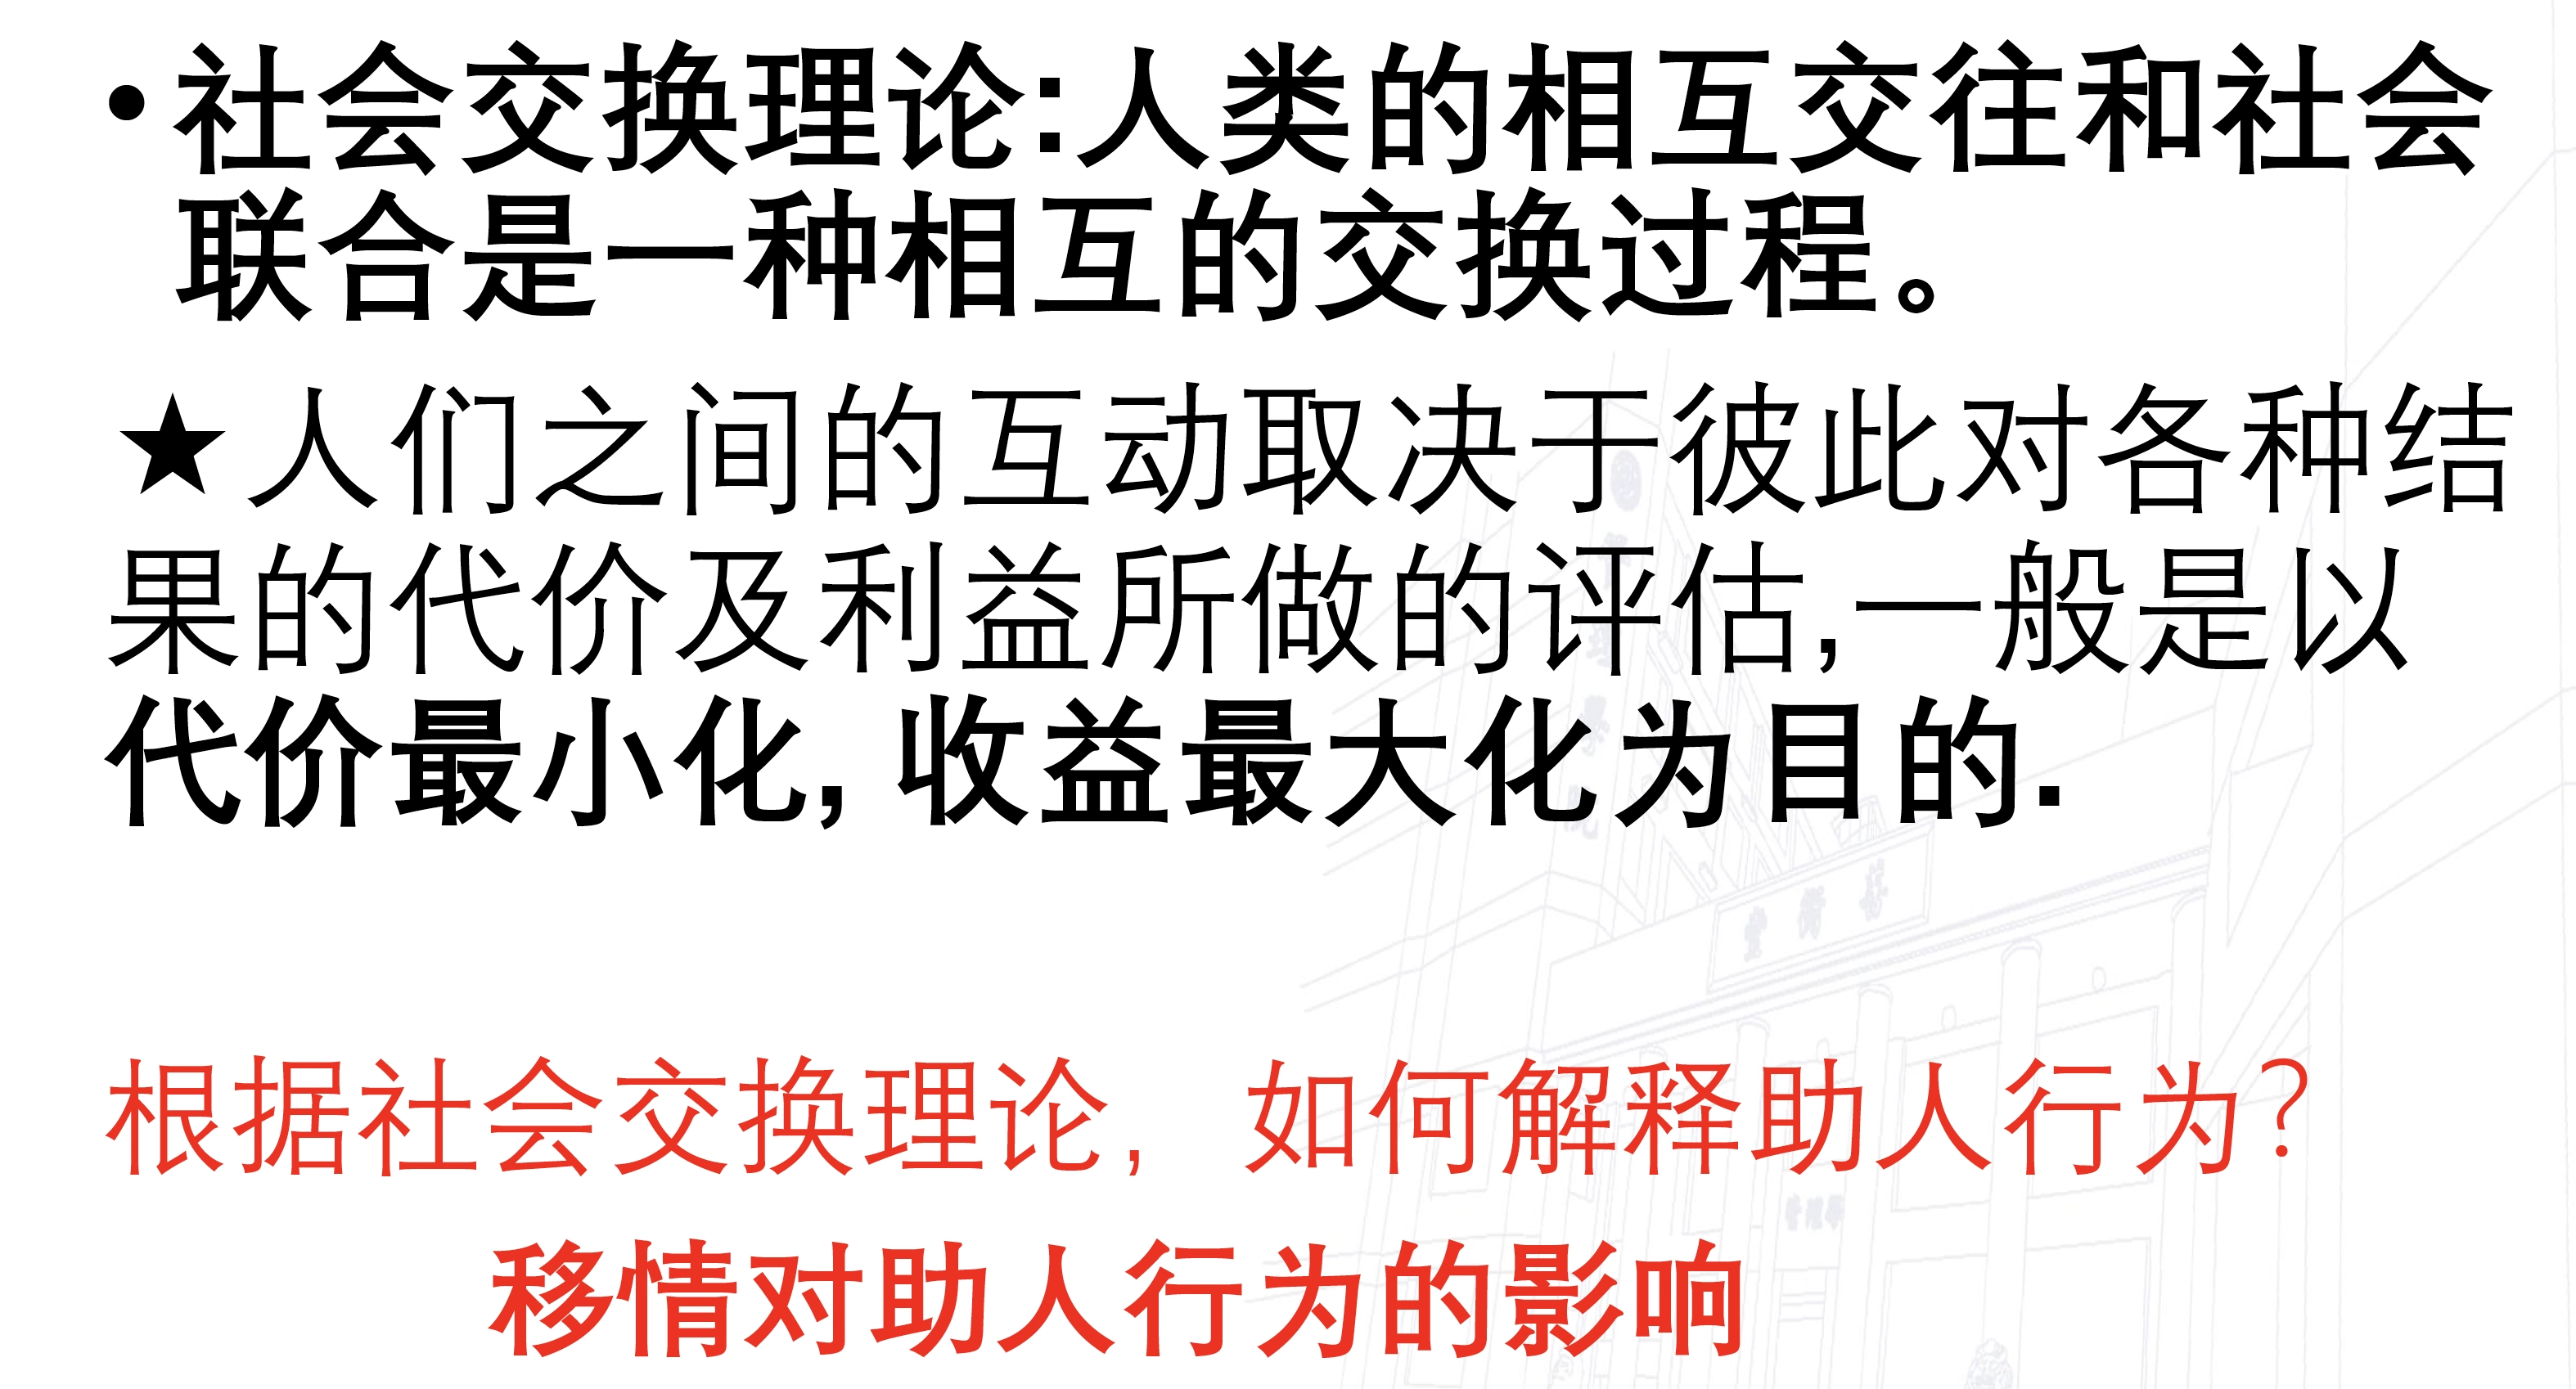 •社会交换理论:人类的相互交往和社会
联合是一种相互的交换过程。
★人们之间的互动取决于彼此对各种结
果的代价及利益所做的评估,一般是以
代价最小化, 收益最大化为目的.
根据社会交换理论， 如何解释助人行为？
移情对助人行为的影响